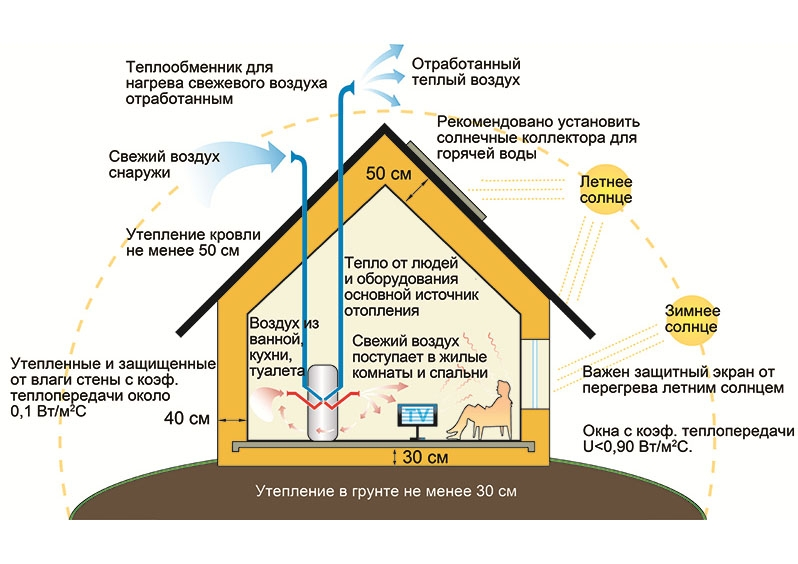 Теплообменник для
нагрева свежевого воздуха
отработанным
Отработанный
теплый воздух
Рекомендовано установить
солнечные коллектора для
горячей воды
Свежий воздух
снаружи
50 см
Летнее
солнце
Утепление кровли
не менее 50 см
Тепло от людей
и оборудования
основной источник
отопления
Зимнее
солнце
Воздух из
ванной,
кухни,
туалета
Свежий воздух
поступает в жилые
комнаты и спальни
Утепленные и защищенные
от влаги стены с коэф.
теплопередачи около
0,1 Вт/м²С
Важен защитный экран от
перегрева летним солнцем
40 см
TV
Окна с коэф. теплопередачи
U<0,90 Вт/м²С.
30 см
Утепление в грунте не менее 30 см